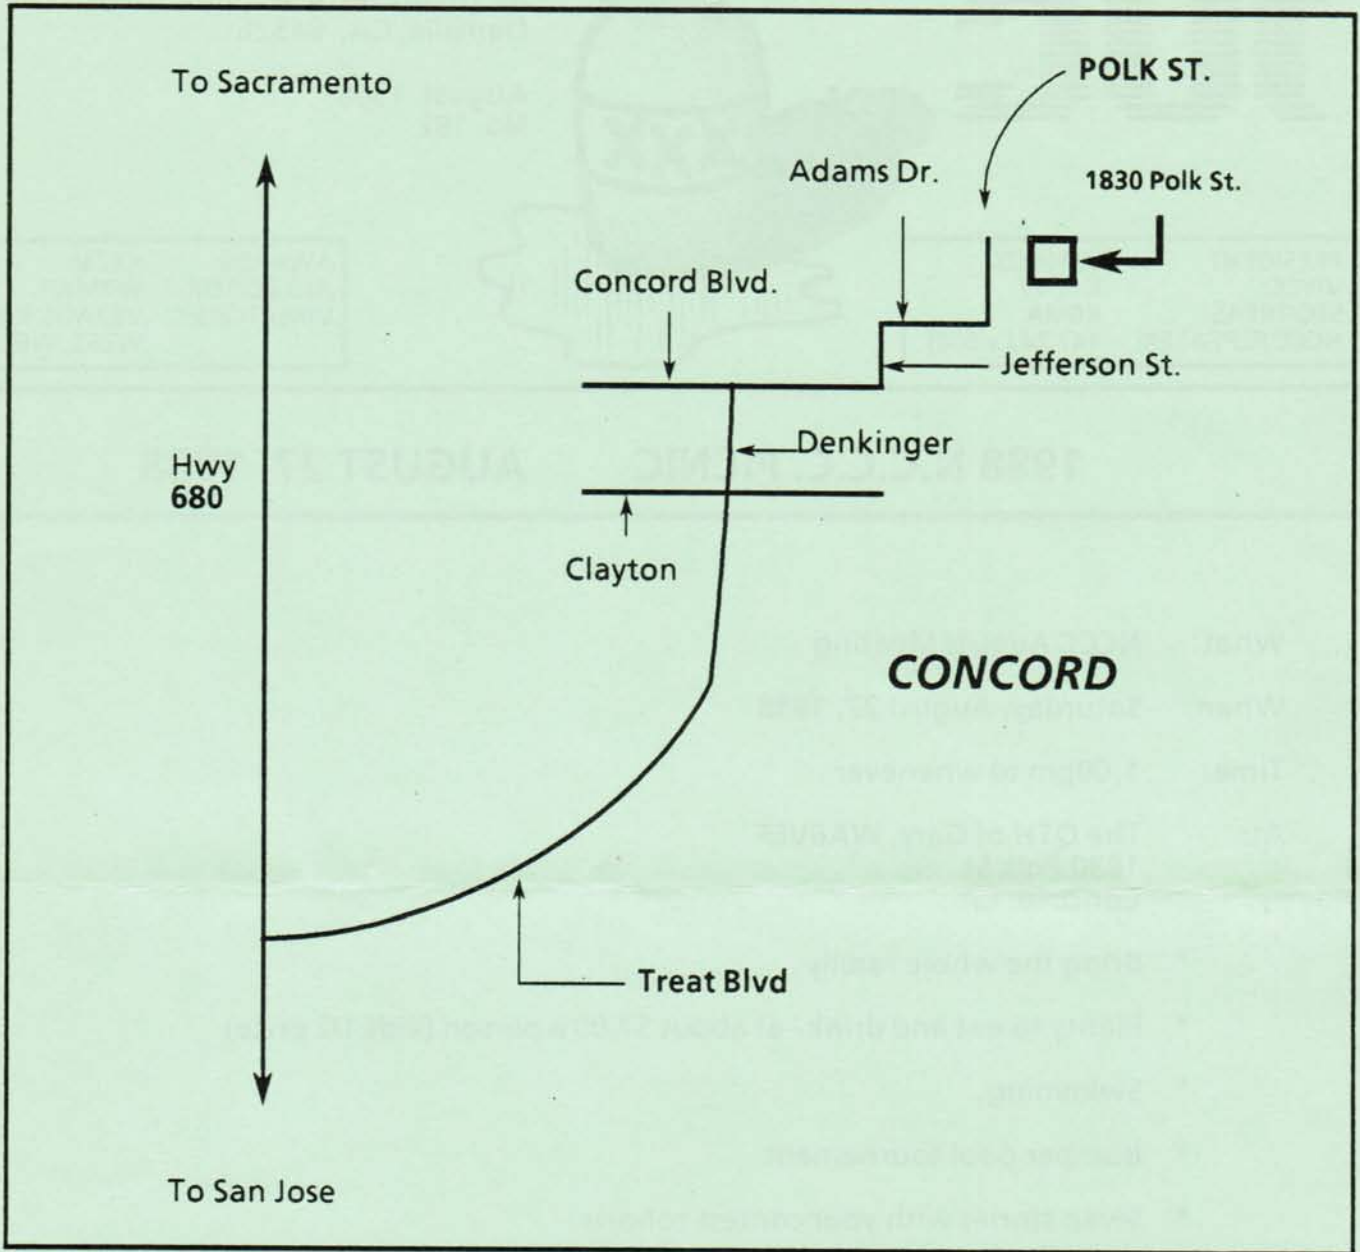 To Sacramento
POLK ST.
Adams Dr.
1830 Polk St.
Concord Blvd.
Jefferson St.
Denkinger
Hwy
680
Clayton
CONCORD
Treat Blvd
To San Jose